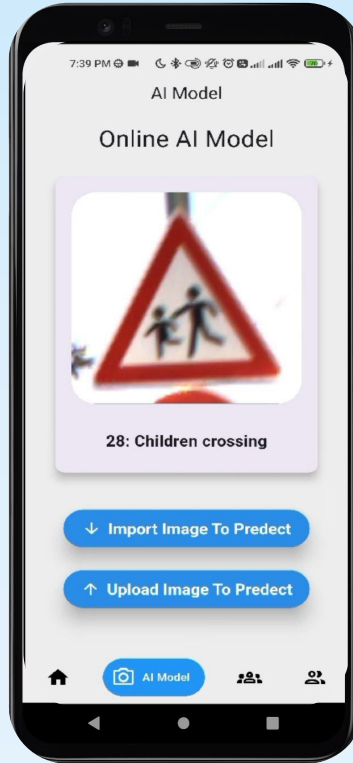 7:39 PM
AI Model
Online AI Model
28: Children crossing
Import Image To Predect
Upload Image To Predect
AI Model